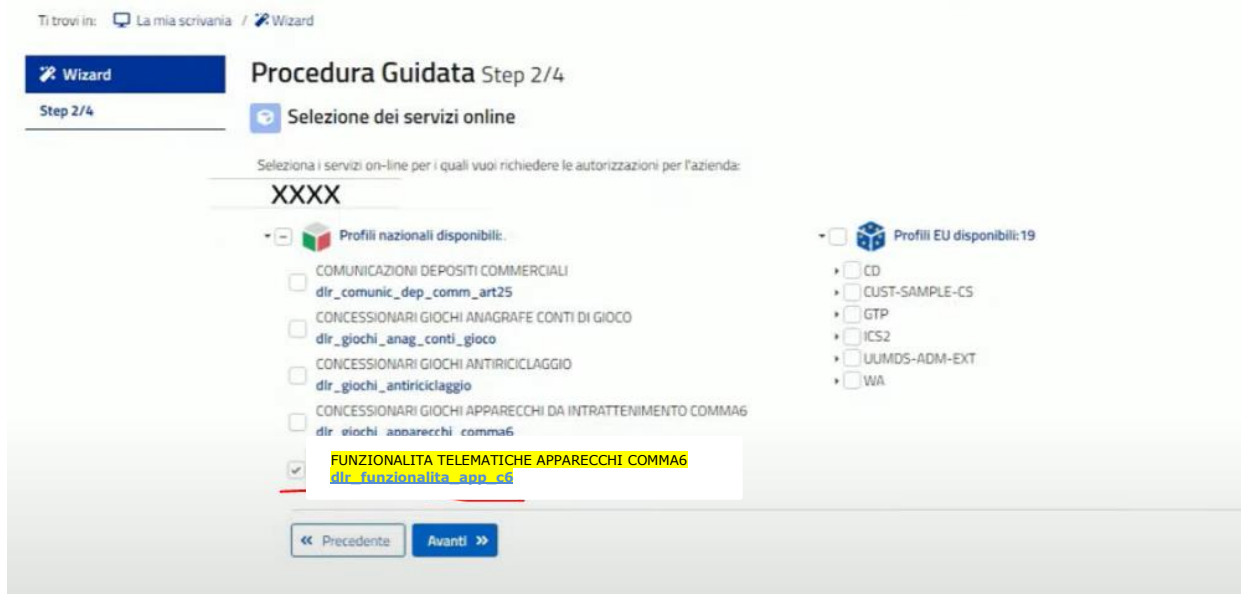 Ti trovi in: La mia scrivania / Wizard
Wizard
Step 2/4
Procedura Guidata Step 2/4
Selezione dei servizi online
Seleziona i servizi on-line per i quali vuoi richiedere le autorizzazioni per l'azienda:
XXXX
Profili nazionali disponibili:.
COMUNICAZIONI DEPOSITI COMMERCIALI
dlr_comunic_dep_comm_art25
CONCESSIONARI GIOCHI ANAGRAFE CONTI DI GIOCO
dlr_giochi_anag_conti_gioco
CONCESSIONARI GIOCHI ANTIRICICLAGGIO
dlr_giochi_antiriciclaggio
CONCESSIONARI GIOCHI APPARECCHI DA INTRATTENIMENTO COMMA6
dlr_giochi_apparecchi_comma6
FUNZIONALITA TELEMATICHE APPARECCHI COMMA6
dlr_funzionalita_app_c6
Profili EU disponibili:19
CD
CUST-SAMPLE-CS
GTP
ICS2
UUMDS-ADM-EXT
WA
Precedente
Avanti